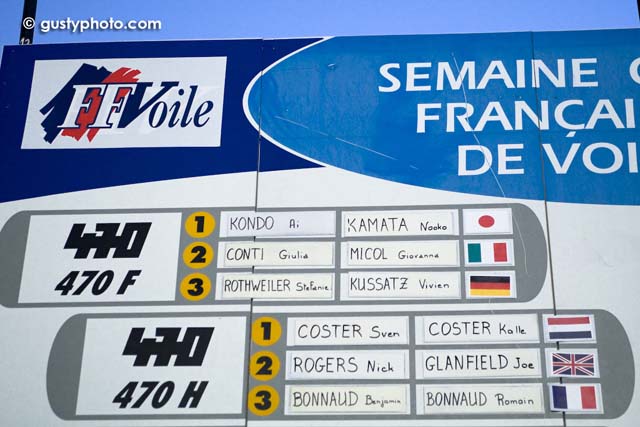 © gustyphoto.com
12
FFVoile
SEMAINE
FRANÇAI
DE VOI
470
470 F
1 KONDO Ai KAMATA Naoko
2 CONTI Giulia MICOL Giovanna
3 ROTHWEILER Stefanie KUSSATZ Vivien
470
470 H
1 COSTER Sven COSTER Kalle
2 ROGERS Nick GLANFIELD Joe
3 BONNAUD Benjamin BONNAUD Romain